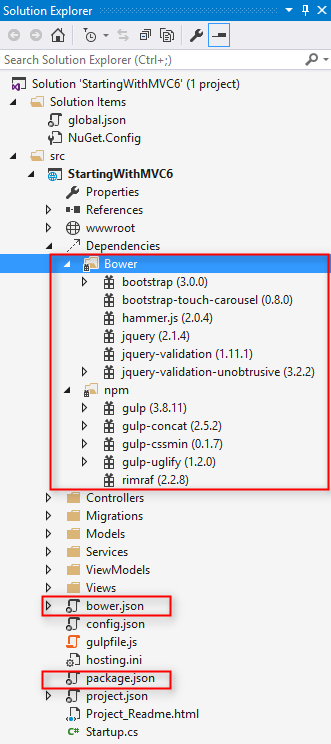 Solution Explorer
Search Solution Explorer (Ctrl+;)
Solution 'StartingWithMVC6' (1 project)
Solution Items
global.json
NuGet.Config
src
StartingWithMVC6
Properties
References
wwwroot
Dependencies
Bower
bootstrap (3.0.0)
bootstrap-touch-carousel (0.8.0)
hammer.js (2.0.4)
jquery (2.1.4)
jquery-validation (1.11.1)
jquery-validation-unobtrusive (3.2.2)
npm
gulp (3.8.11)
gulp-concat (2.5.2)
gulp-cssmin (0.1.7)
gulp-uglify (1.2.0)
rimraf (2.2.8)
Controllers
Migrations
Models
Services
ViewModels
Views
bower.json
config.json
gulpfile.js
hosting.ini
package.json
project.json
Project_Readme.html
Startup.cs